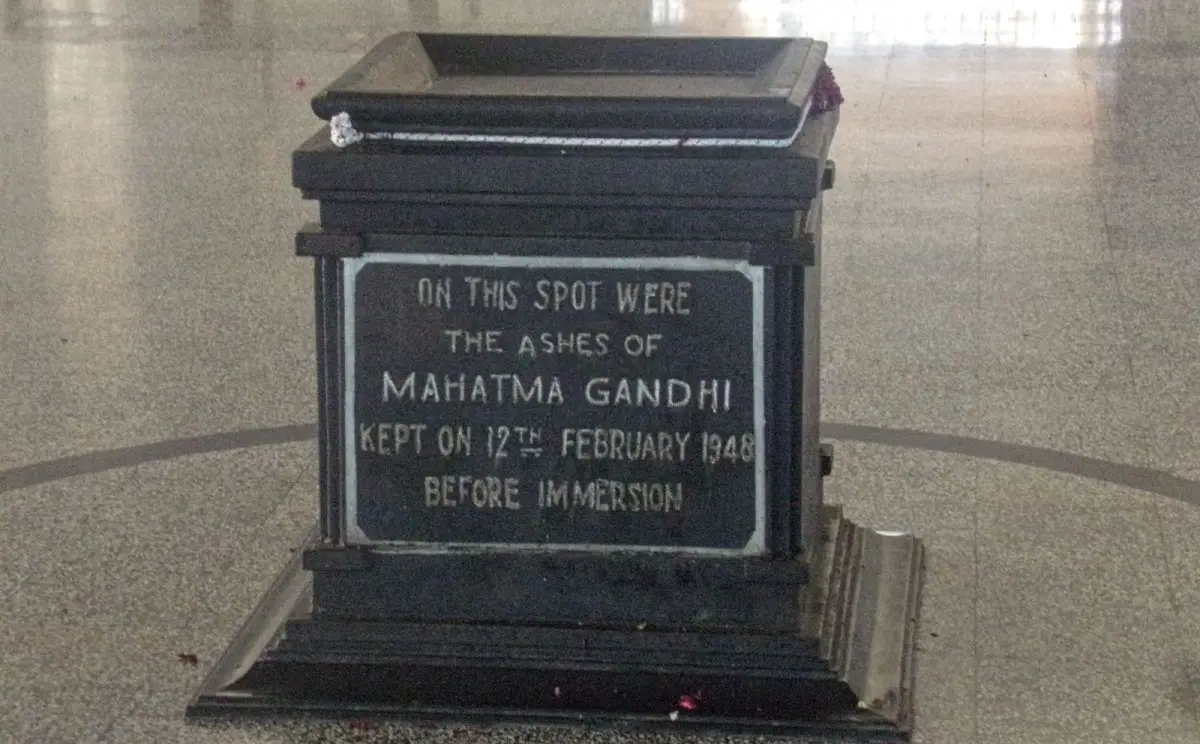 ON THIS SPOT WERE
THE ASHES OF
MAHATMA GANDHI
KEPT ON 12TH FEBRUARY 1948
BEFORE IMMERSION